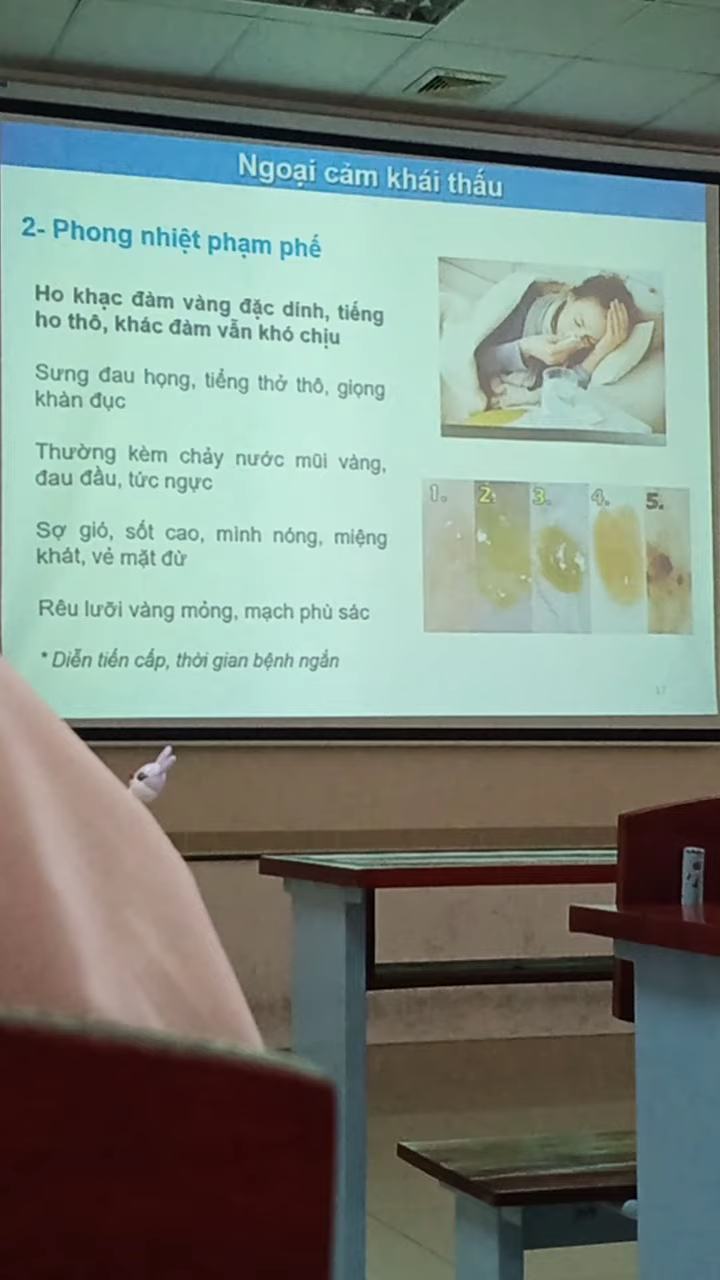 Ngoại cảm khái thấu
2- Phong nhiệt phạm phế
Ho khạc đàm vàng đặc dính, tiếng
ho thô, khác đàm vẫn khó chịu
Sưng đau họng, tiếng thở thô, giọng
khàn đục
Thường kèm chảy nước mũi vàng,
đau đầu, tức ngực
Sợ gió, sốt cao, mình nóng, miệng
khát, vẻ mặt đừ
Rêu lưỡi vàng mỏng, mạch phù sác
* Diễn tiến cấp, thời gian bệnh ngắn
1. 2. 3. 4. 5.
17